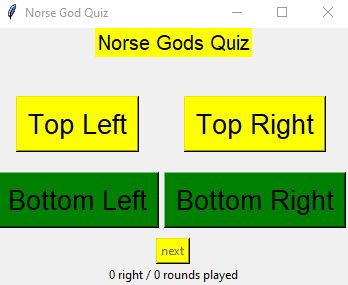 Norse God Quiz
Norse Gods Quiz
Top Left Top Right
Bottom Left Bottom Right
next
0 right / 0 rounds played